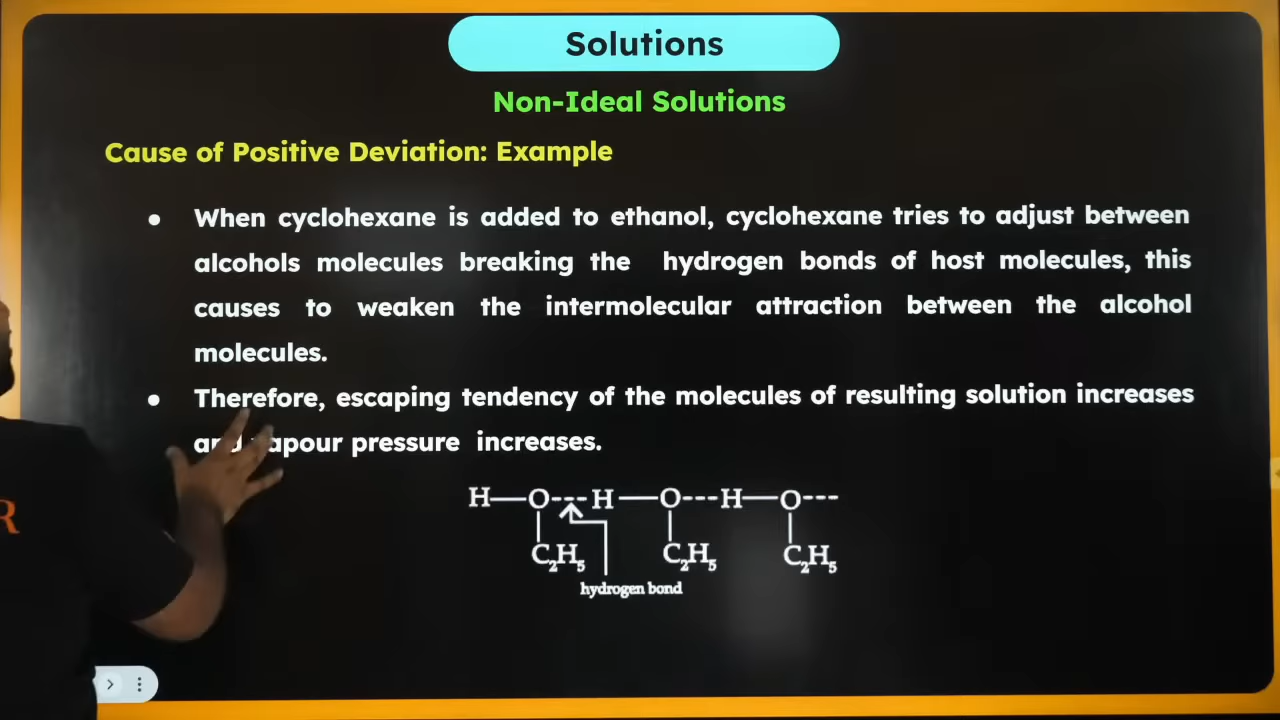 Solutions
Non-Ideal Solutions
Cause of Positive Deviation: Example
● When cyclohexane is added to ethanol, cyclohexane tries to adjust between
alcohols molecules breaking the hydrogen bonds of host molecules, this
causes to weaken the intermolecular attraction between the alcohol
molecules.
● Therefore, escaping tendency of the molecules of resulting solution increases
and vapour pressure increases.
H—O---H—O---H—O---
C₂H₅ C₂H₅ C₂H₅
hydrogen bond
R